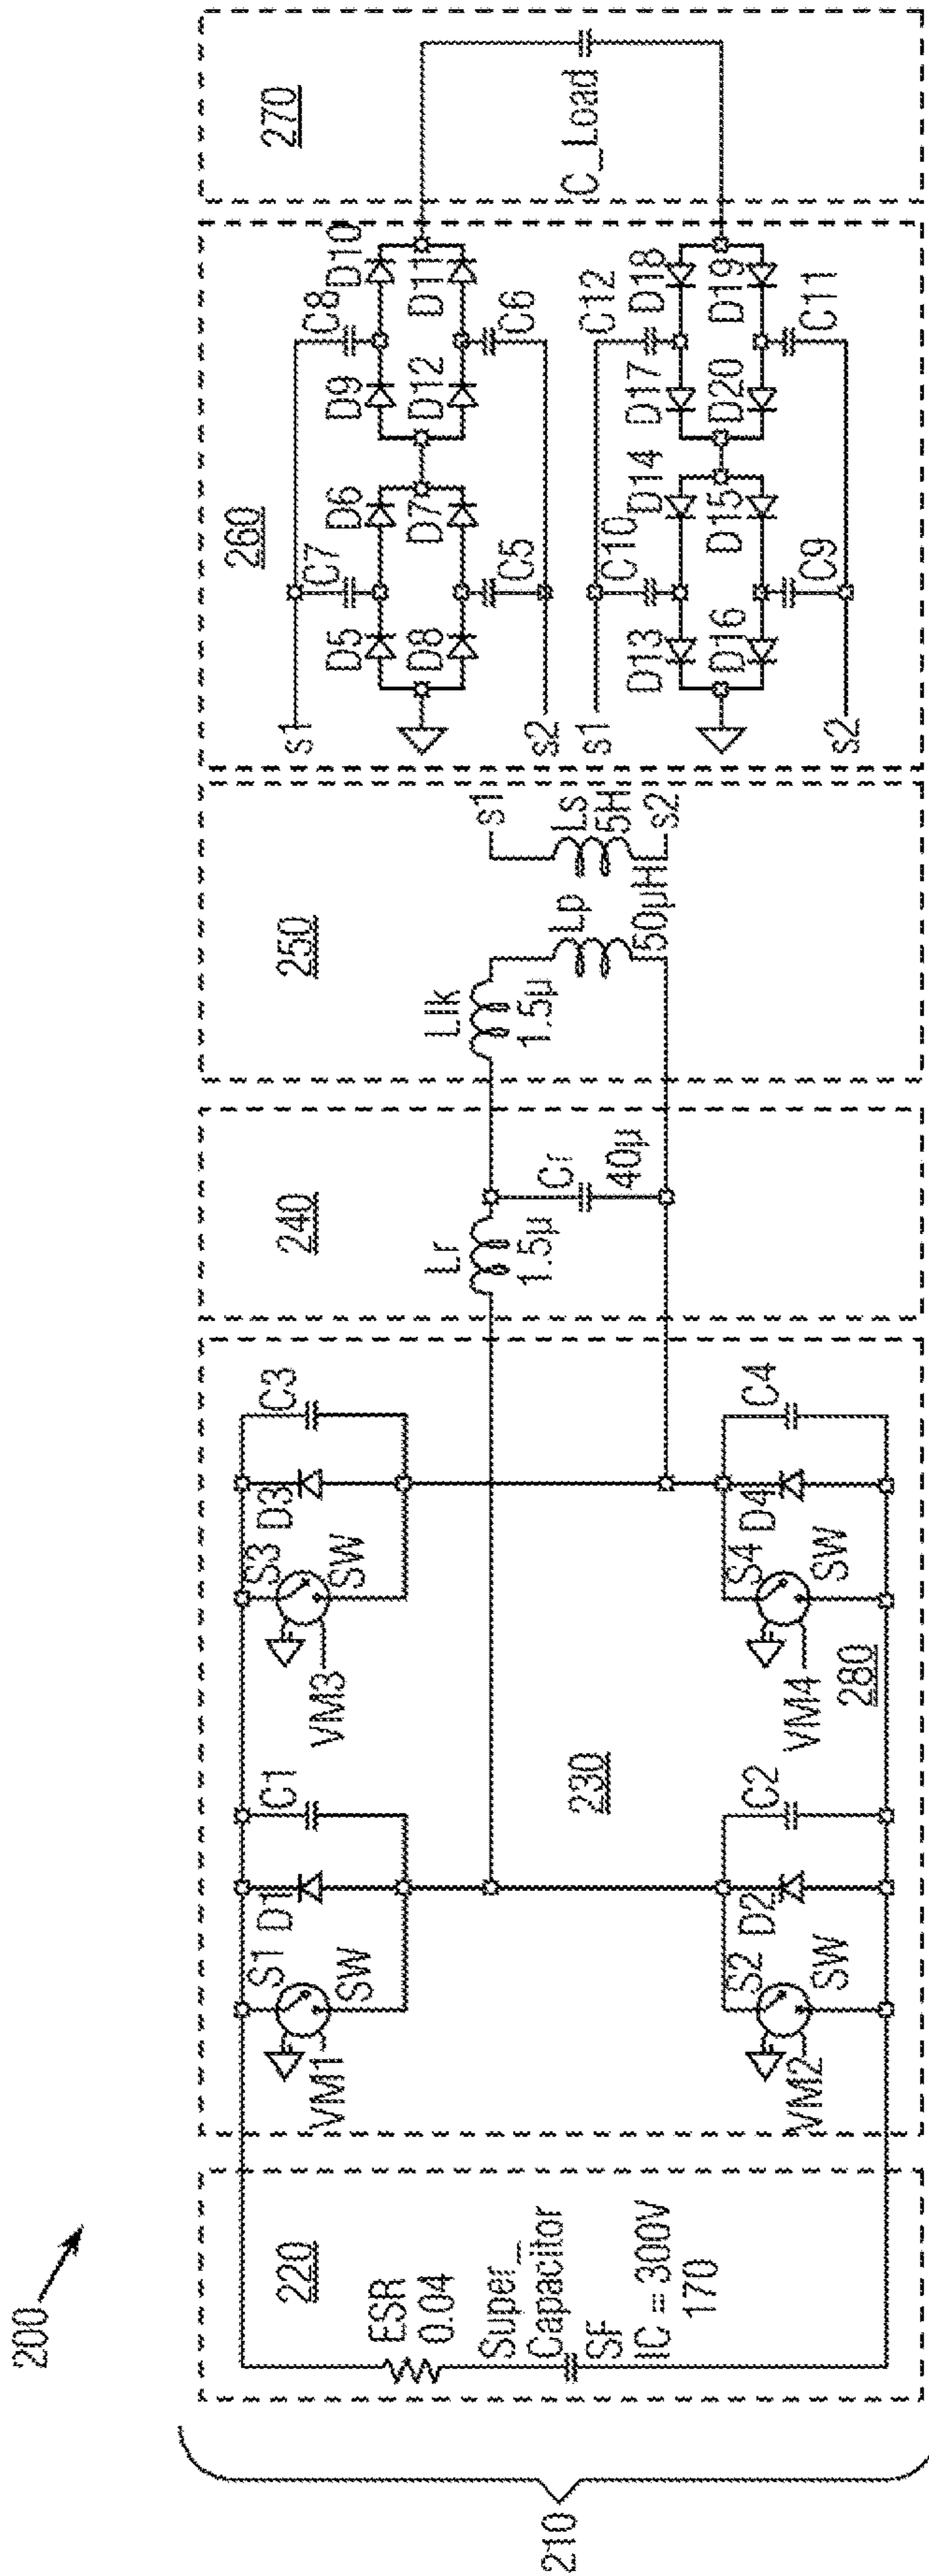 200
210
220
ESR
0.04
Super_
Capacitor
SF
IC = 300V
170
S1
D1
C1
SW
VM1
S3
D3
C3
SW
VM3
230
S2
D2
C2
SW
VM2
S4
D4
C4
SW
VM4
280
240
Lr
1.5µ
Cr
40µ
250
Llk
1.5µ
Lp
50µH
s1
Ls
5H
s2
260
s1
C7
C8
D5
D6
D9
D10
D8
D7
D12
D11
C5
C6
s2
s1
C10
C12
D13
D14
D17
D18
D16
D15
D20
D19
C9
C11
s2
270
C_Load